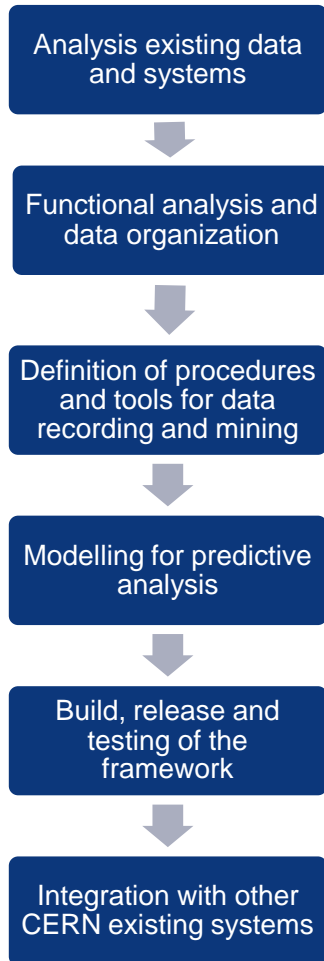 Analysis existing data
and systems
Functional analysis and
data organization
Definition of procedures
and tools for data
recording and mining
Modelling for predictive
analysis
Build, release and
testing of the
framework
Integration with other
CERN existing systems